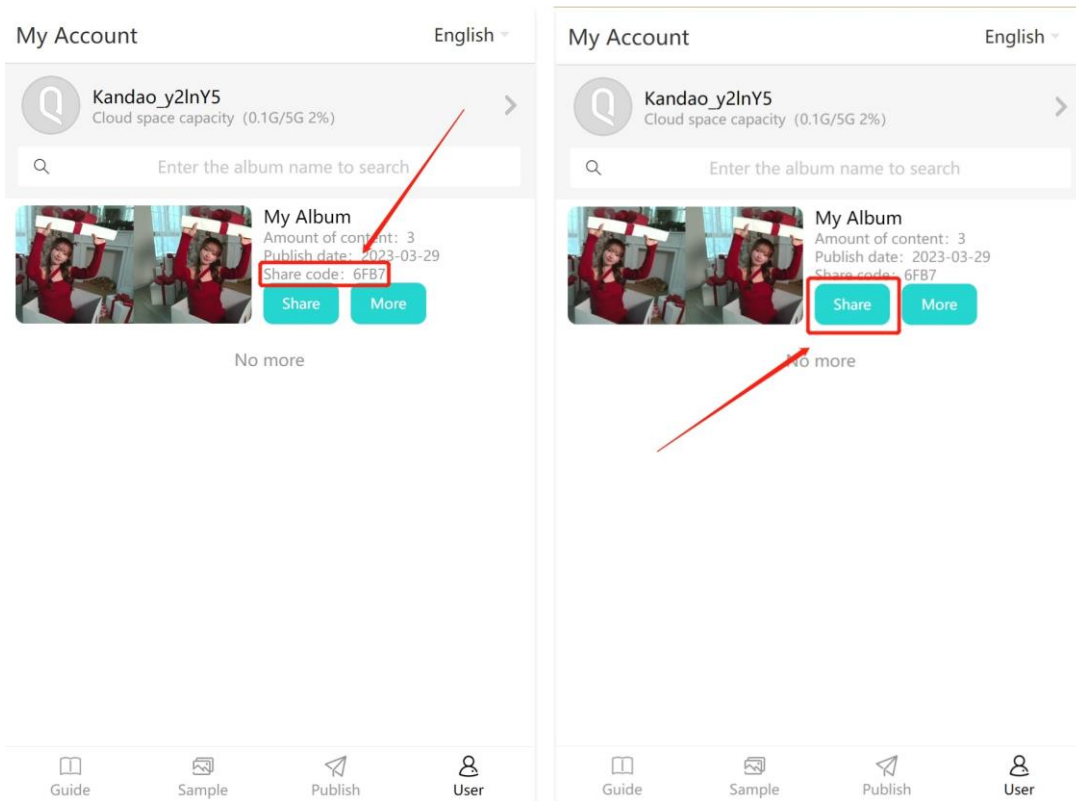 My Account English
Kandao_y2lnY5
Cloud space capacity (0.1G/5G 2%)
Enter the album name to search
My Album
Amount of content: 3
Publish date: 2023-03-29
Share code: 6FB7
Share More
No more
Guide Sample Publish User
My Account English
Kandao_y2lnY5
Cloud space capacity (0.1G/5G 2%)
Enter the album name to search
My Album
Amount of content: 3
Publish date: 2023-03-29
Share code: 6FB7
Share More
No more
Guide Sample Publish User